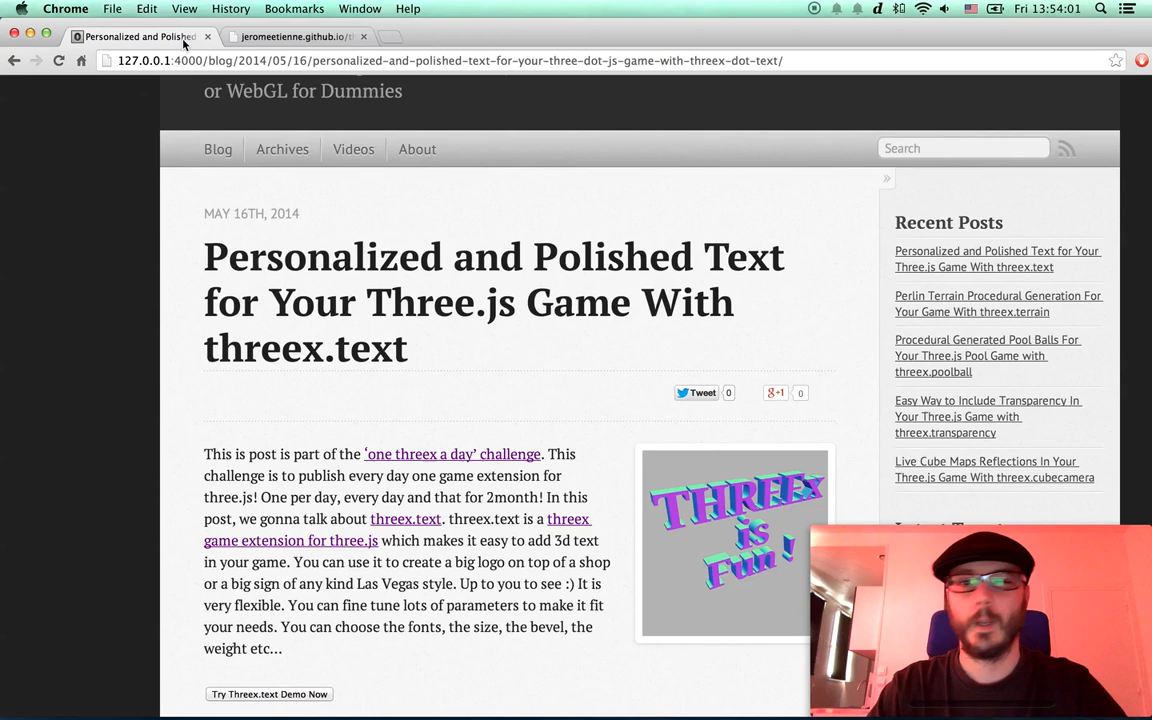 Chrome File Edit View History Bookmarks Window Help
Fri 13:54:01
Personalized and Polished
jeromeetienne.github.io/th
127.0.0.1:4000/blog/2014/05/16/personalized-and-polished-text-for-your-three-dot-js-game-with-threex-dot-text/
or WebGL for Dummies
Blog Archives Videos About
Search
»
MAY 16TH, 2014
Personalized and Polished Text
for Your Three.js Game With
threex.text
Tweet 0
g+1 0
This is post is part of the ‘one threex a day’ challenge. This
challenge is to publish every day one game extension for
three.js! One per day, every day and that for 2month! In this
post, we gonna talk about threex.text. threex.text is a threex
game extension for three.js which makes it easy to add 3d text
in your game. You can use it to create a big logo on top of a shop
or a big sign of any kind Las Vegas style. Up to you to see :) It is
very flexible. You can fine tune lots of parameters to make it fit
your needs. You can choose the fonts, the size, the bevel, the
weight etc...
THREEx
is
Fun !
Try Threex.text Demo Now
Recent Posts
Personalized and Polished Text for Your
Three.js Game With threex.text
Perlin Terrain Procedural Generation For
Your Game With threex.terrain
Procedural Generated Pool Balls For
Your Three.js Pool Game with
threex.poolball
Easy Way to Include Transparency In
Your Three.js Game with
threex.transparency
Live Cube Maps Reflections In Your
Three.js Game With threex.cubecamera